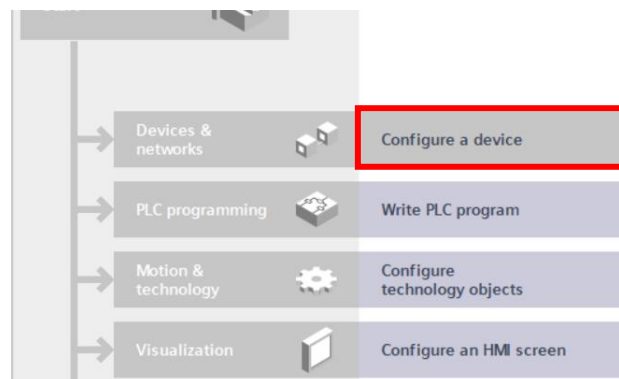 Start
Devices &
networks
Configure a device
PLC programming
Write PLC program
Motion &
technology
Configure
technology objects
Visualization
Configure an HMI screen